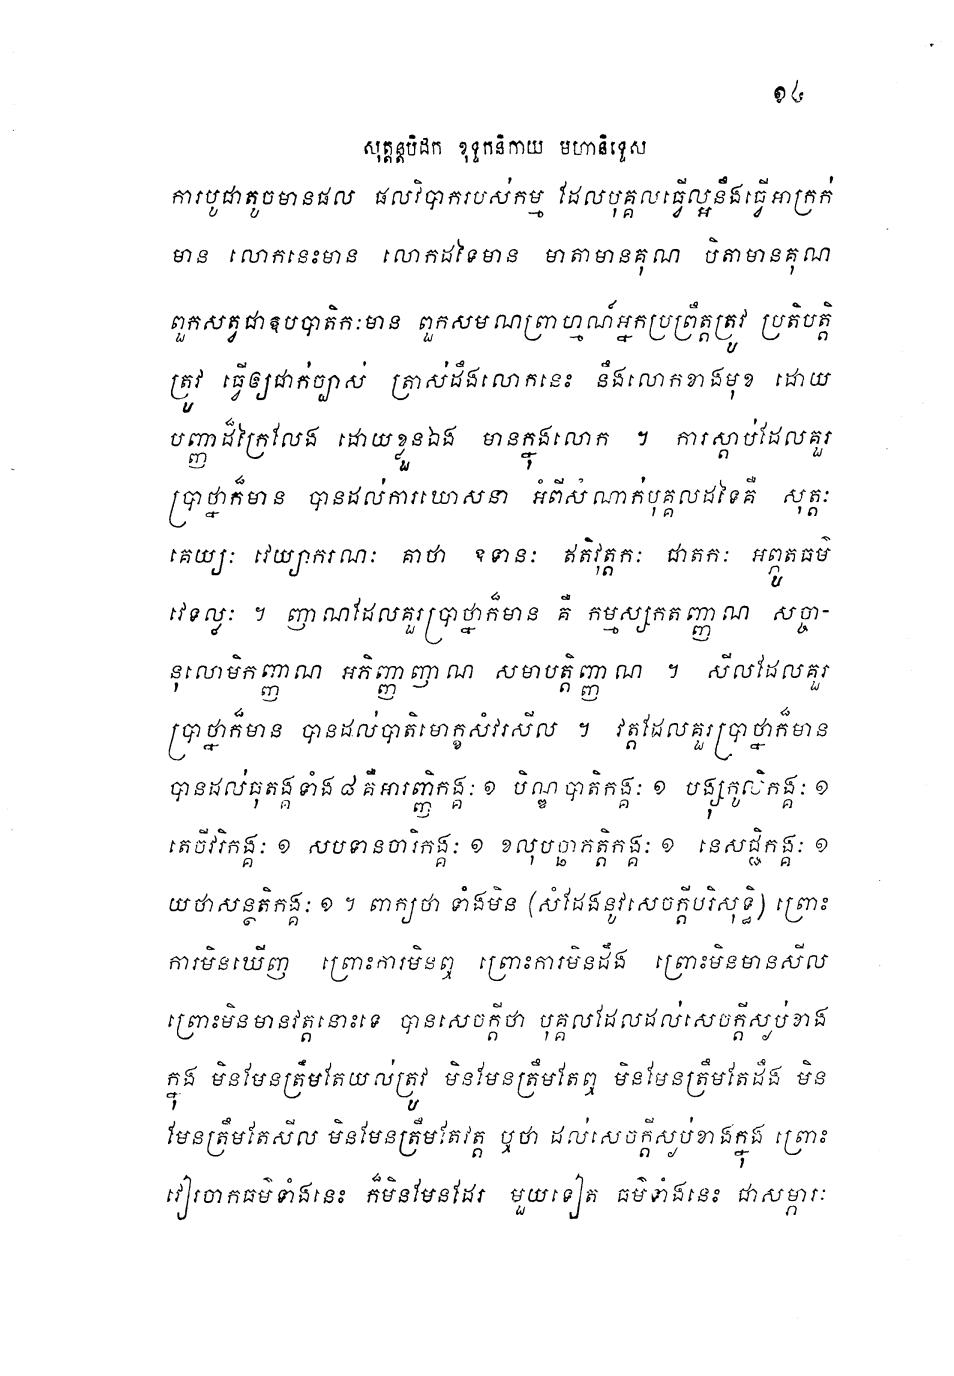 ១៤
សុត្តន្តបិដក ខុទ្ទកនិកាយ មហានិទ្ទេស
ការបូជាតូចមានផល ផលវិបាករបស់កម្ម ដែលបុគ្គលធ្វើល្អនឹងធ្វើអាក្រក់
មាន លោកនេះមាន លោកដទៃមាន មាតាមានគុណ បិតាមានគុណ
ពួកសត្វជាឧបបាតិកៈមាន ពួកសមណព្រាហ្មណ៍អ្នកប្រព្រឹត្តត្រូវ ប្រតិបត្តិ
ត្រូវ ធ្វើឲ្យជាក់ច្បាស់ ត្រាស់ដឹងលោកនេះ នឹងលោកខាងមុខ ដោយ
បញ្ញាដ៏ក្រៃលែង ដោយខ្លួនឯង មានក្នុងលោក ។ ការស្តាប់ដែលគួរ
ប្រាថ្នាក៏មាន បានដល់ការឃោសនា អំពីសំណាក់បុគ្គលដទៃគឺ សុត្តៈ
គេយ្យៈ វេយ្យាករណៈ គាថា ឧទានៈ ឥតិវុត្តកៈ ជាតកៈ អព្ភូតធម៌
វេទល្លៈ ។ ញាណដែលគួរប្រាថ្នាក៏មាន គឺ កម្មស្សកតញ្ញាណ សច្ចា-
នុលោមិកញ្ញាណ អភិញ្ញាញាណ សមាបត្តិញ្ញាណ ។ សីលដែលគួរ
ប្រាថ្នាក៏មាន បានដល់បាតិមោក្ខសំវរសីល ។ វត្តដែលគួរប្រាថ្នាក៏មាន
បានដល់ធុតង្គទាំង៨គឺអារញ្ញិកង្គៈ ១ បិណ្ឌបាតិកង្គៈ ១ បង្ស្កូលិកង្គៈ ១
តេចីវរិកង្គៈ ១ សបទានចារិកង្គៈ ១ ខលុបច្ឆាភត្តិកង្គៈ ១ នេសជ្ជិកង្គៈ ១
យថាសន្ថតិកង្គៈ ១ ។ ពាក្យថា ទាំងមិន (សំដែងនូវសេចក្តីបរិសុទ្ធិ) ព្រោះ
ការមិនឃើញ ព្រោះការមិនឮ ព្រោះការមិនដឹង ព្រោះមិនមានសីល
ព្រោះមិនមានវត្តនោះទេ បានសេចក្តីថា បុគ្គលដែលដល់សេចក្តីស្ងប់ខាង
ក្នុង មិនមែនត្រឹមតែយល់ត្រូវ មិនមែនត្រឹមតែឮ មិនមែនត្រឹមតែដឹង មិន
មែនត្រឹមតែសីល មិនមែនត្រឹមតែវត្ត ឬថា ដល់សេចក្តីស្ងប់ខាងក្នុង ព្រោះ
វៀរចាកធម៌ទាំងនេះ ក៏មិនមែនដែរ មួយទៀត ធម៌ទាំងនេះ ជាសម្ភារៈ